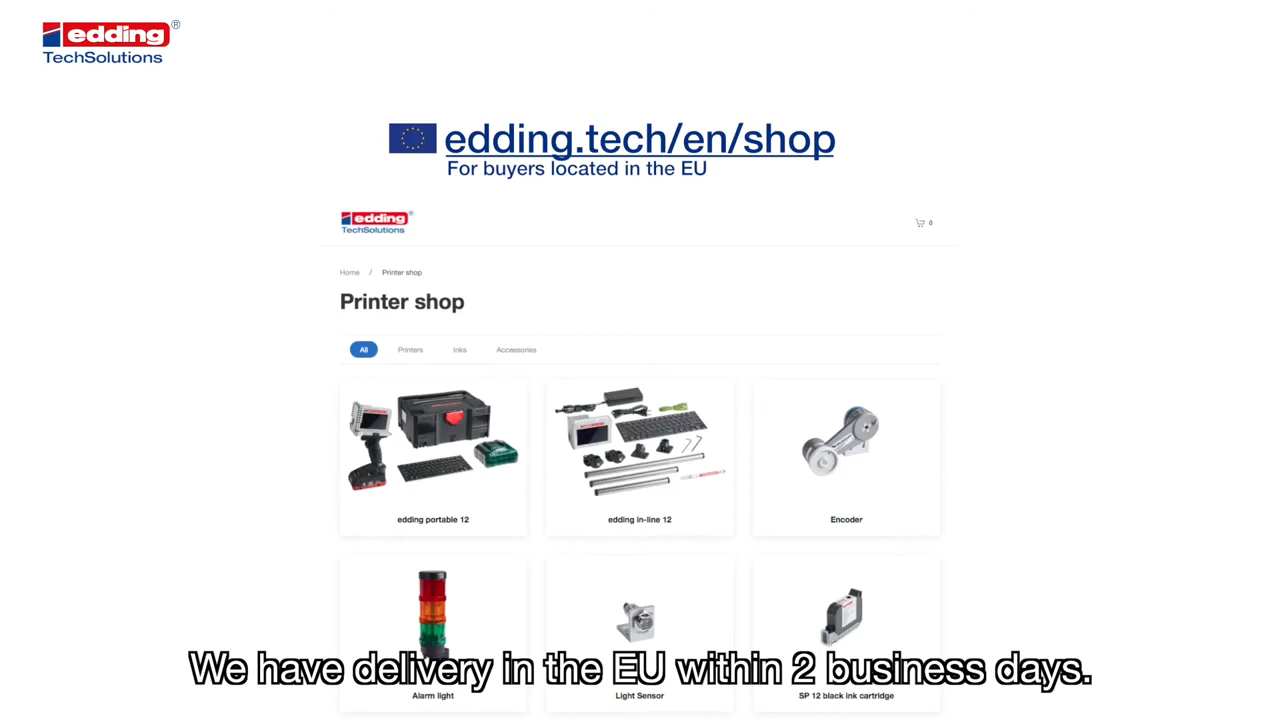 edding®
TechSolutions
edding.tech/en/shop
For buyers located in the EU
edding®
TechSolutions
0
Home / Printer shop
Printer shop
All Printers Inks Accessories
edding portable 12 edding in-line 12 Encoder
We have delivery in the EU within 2 business days.
Alarm light Light Sensor SP 12 black ink cartridge